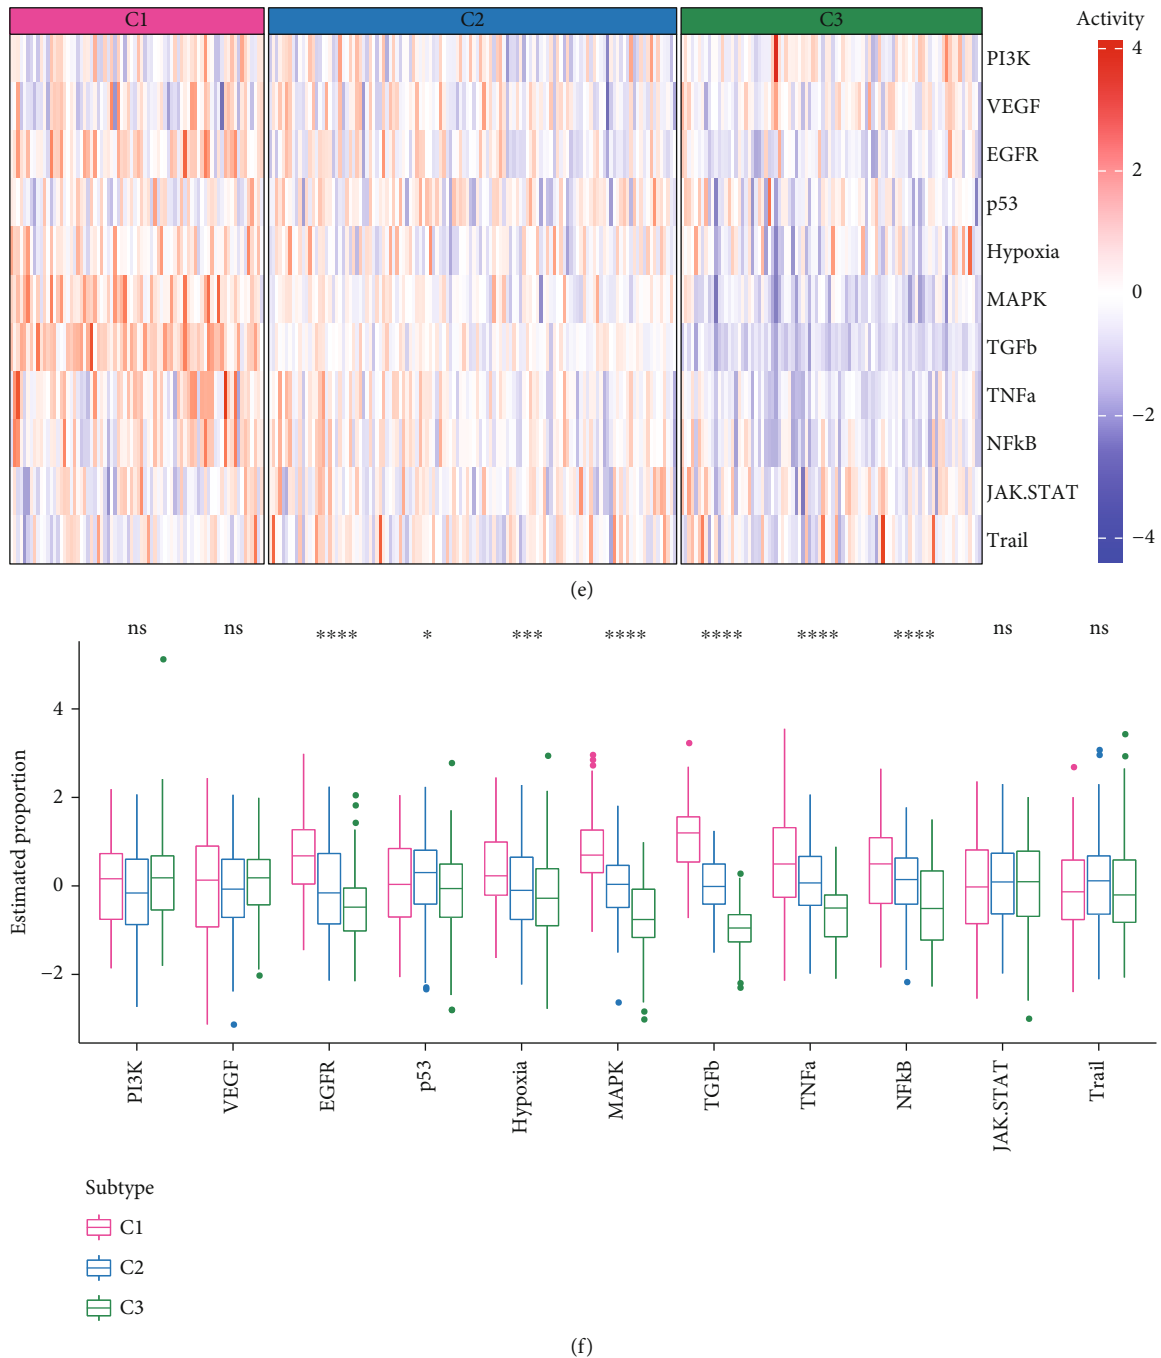 C1 C2 C3 Activity
PI3K
VEGF
EGFR
p53
Hypoxia
MAPK
TGFb
TNFa
NFkB
JAK.STAT
Trail
4
2
0
−2
−4
(e)
ns ns **** * *** **** **** **** **** ns ns
Estimated proportion
4
2
0
−2
PI3K VEGF EGFR p53 Hypoxia MAPK TGFb TNFa NFkB JAK.STAT Trail
Subtype
C1
C2
C3
(f)